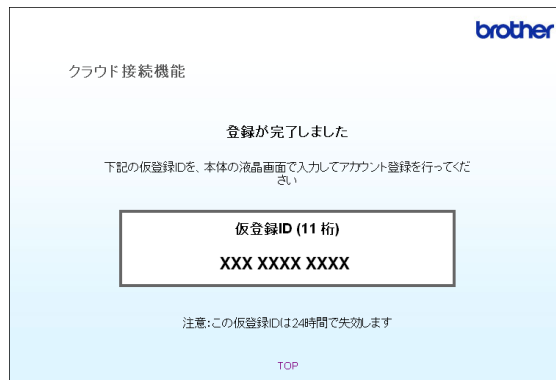 brother
クラウド接続機能
登録が完了しました
下記の仮登録IDを、本体の液晶画面で入力してアカウント登録を行ってくだ
さい
仮登録ID (11 桁)
XXX XXXX XXXX
注意:この仮登録IDは24時間で失効します
TOP